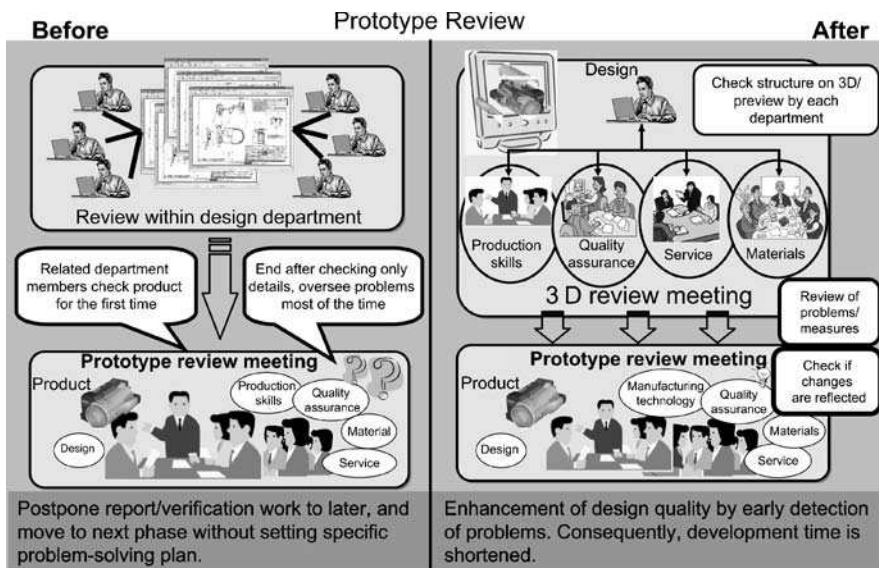 Prototype Review
Before
Review within design department
Related department
members check product
for the first time
End after checking only
details, oversee problems
most of the time
Prototype review meeting
Product
Design
Production
skills
Quality
assurance
Material
Service
? ?
Postpone report/verification work to later, and
move to next phase without setting specific
problem-solving plan.
After
Design
Check structure on 3D/
preview by each
department
Production
skills
Quality
assurance
Service
Materials
3 D review meeting
Review of
problems/
measures
Prototype review meeting
Check if
changes
are reflected
Product
Design
Manufacturing
technology
Quality
assurance
Materials
Service
Enhancement of design quality by early detection
of problems. Consequently, development time is
shortened.